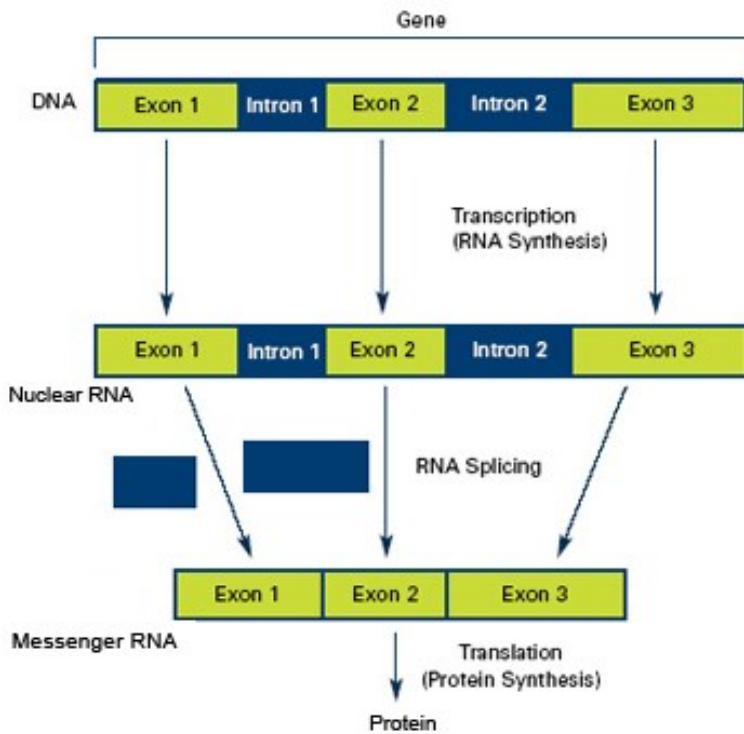 Gene
DNA
Exon 1 Intron 1 Exon 2 Intron 2 Exon 3
Transcription
(RNA Synthesis)
Exon 1 Intron 1 Exon 2 Intron 2 Exon 3
Nuclear RNA
RNA Splicing
Exon 1 Exon 2 Exon 3
Messenger RNA
Translation
(Protein Synthesis)
Protein